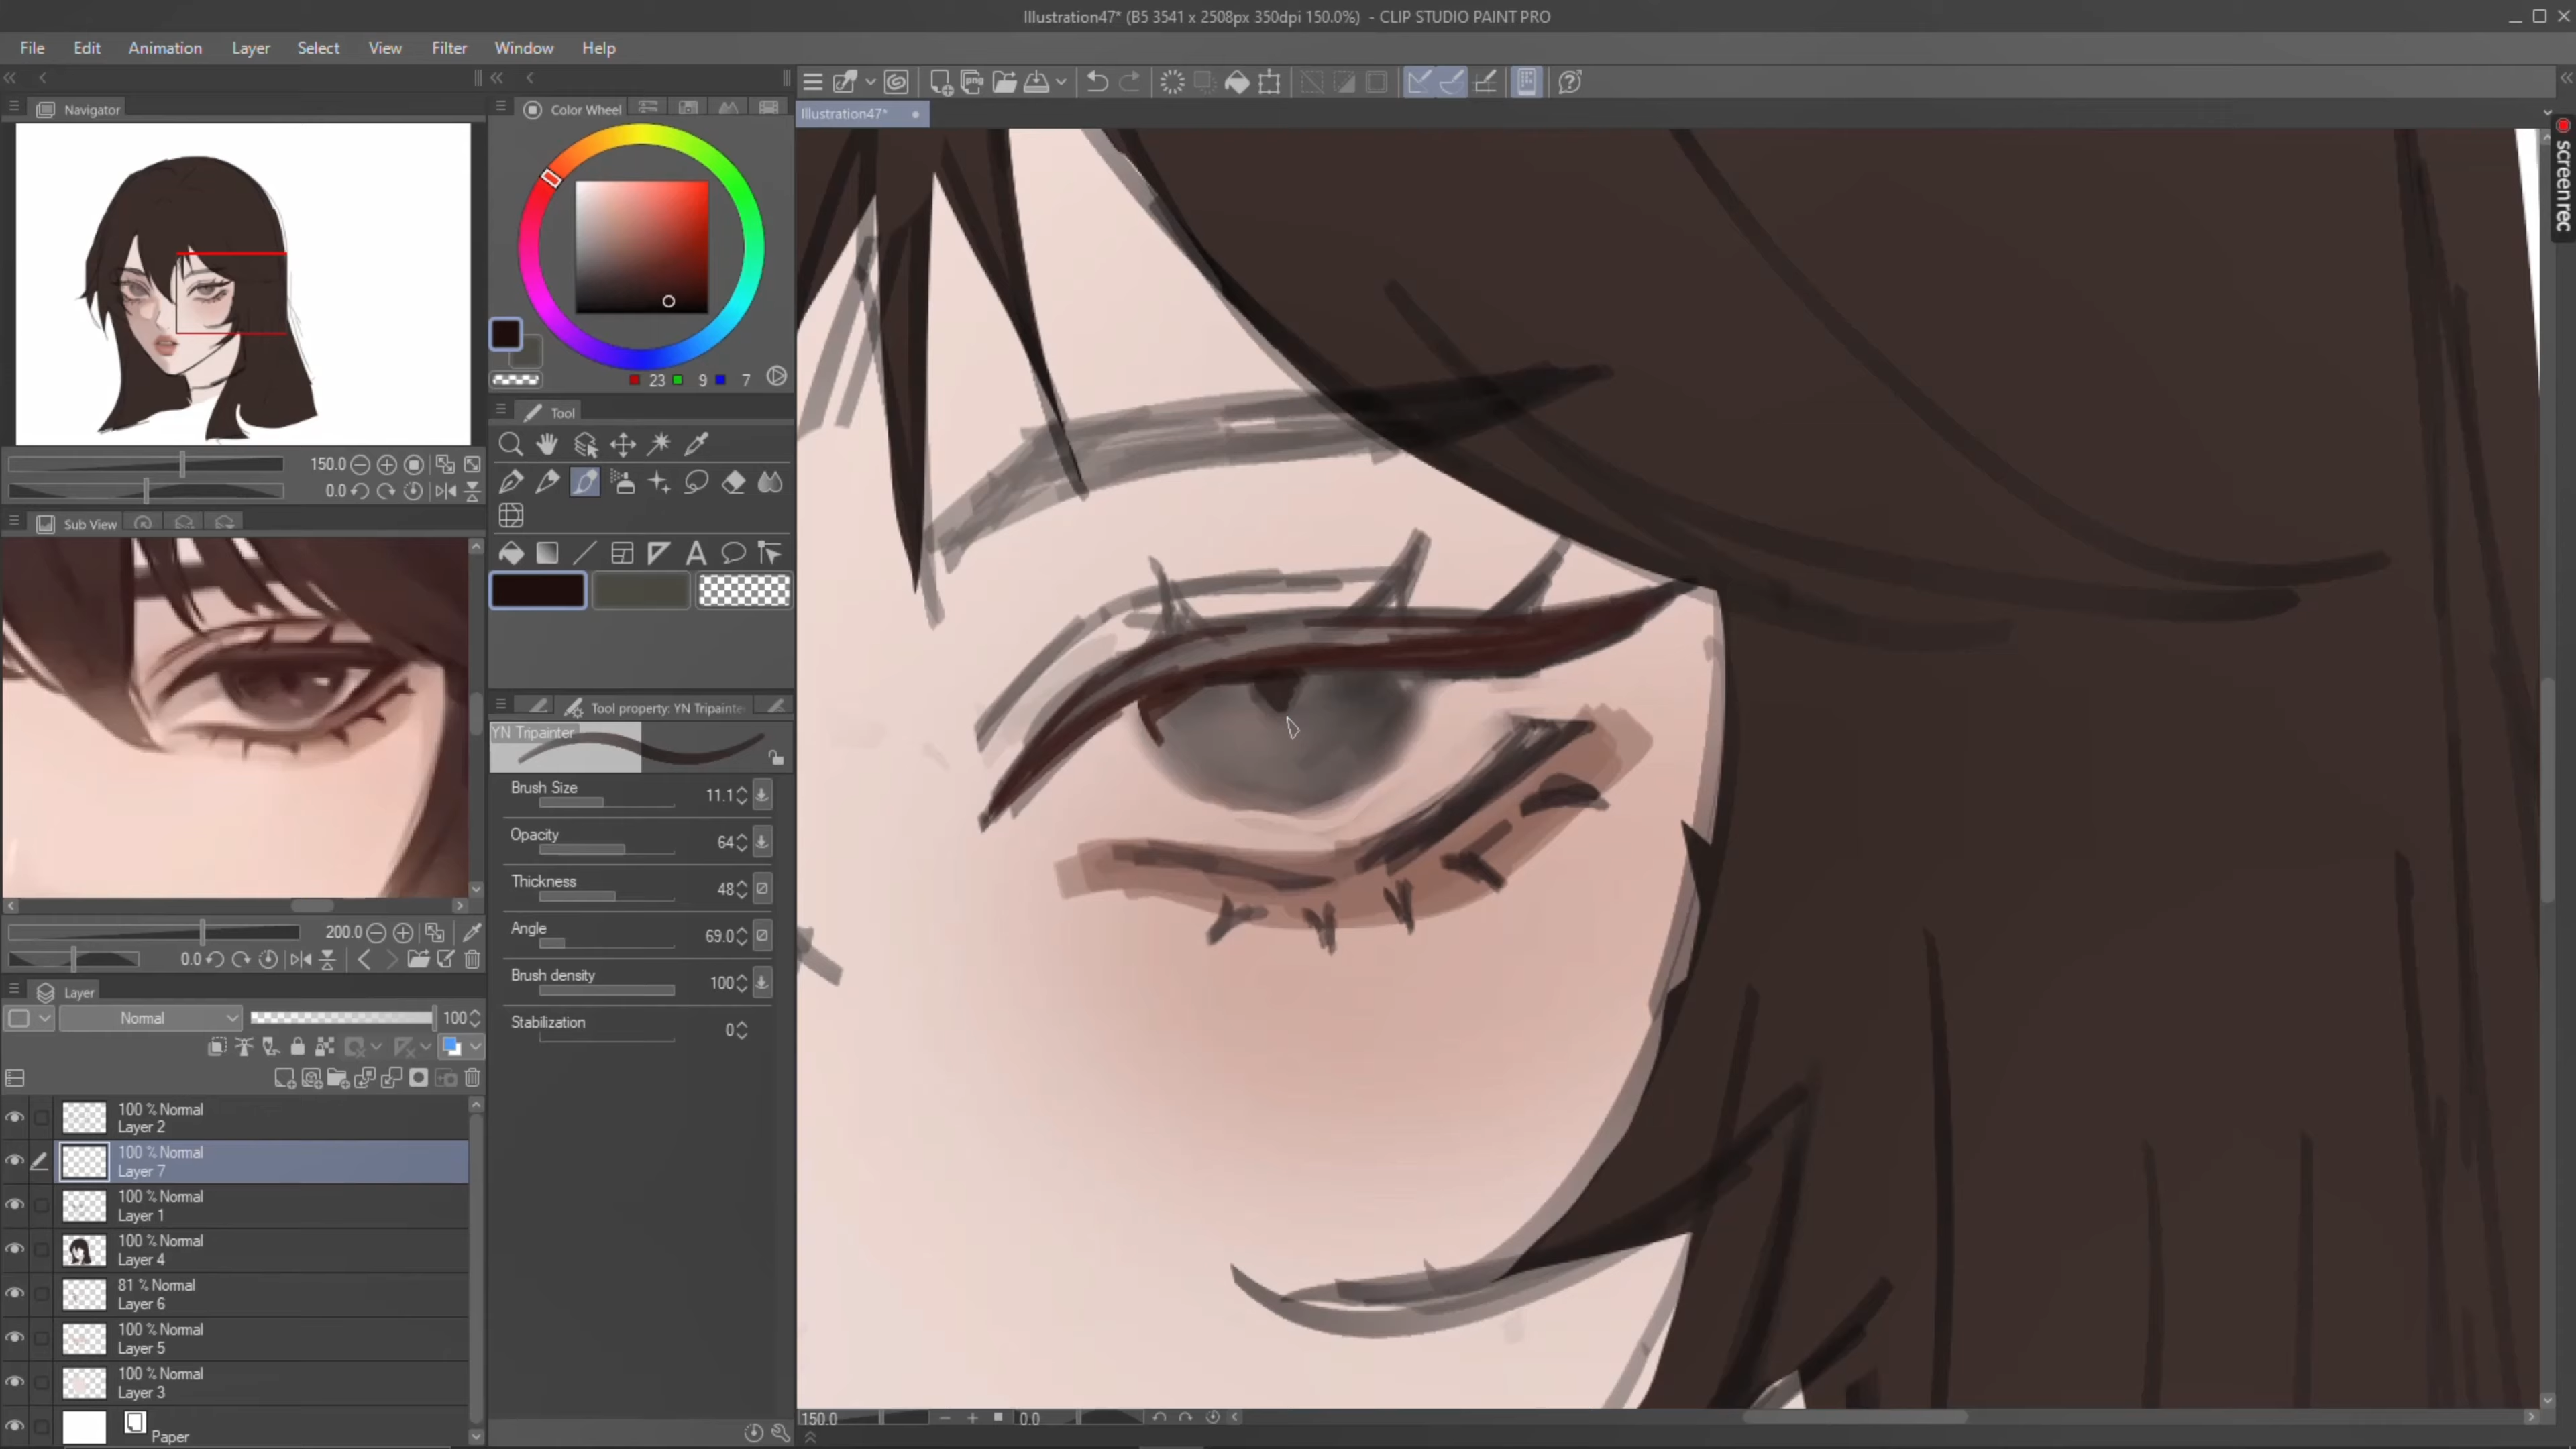 Illustration47* (B5 3541 x 2508px 350dpi 150.0%) - CLIP STUDIO PAINT PRO
File Edit Animation Layer Select View Filter Window Help
Navigator
Color Wheel
Illustration47*
screenrec
23 9 7
Tool
150.0
0.0
Sub View
Tool property: YN Tripainte
YN Tripainter
Brush Size 11.1
Opacity 64
Thickness 48
Angle 69.0
Brush density 100
Stabilization 0
200.0
0.0
Layer
Normal 100
100 % Normal
Layer 2
100 % Normal
Layer 7
100 % Normal
Layer 1
100 % Normal
Layer 4
81 % Normal
Layer 6
100 % Normal
Layer 5
100 % Normal
Layer 3
Paper
150.0 0.0